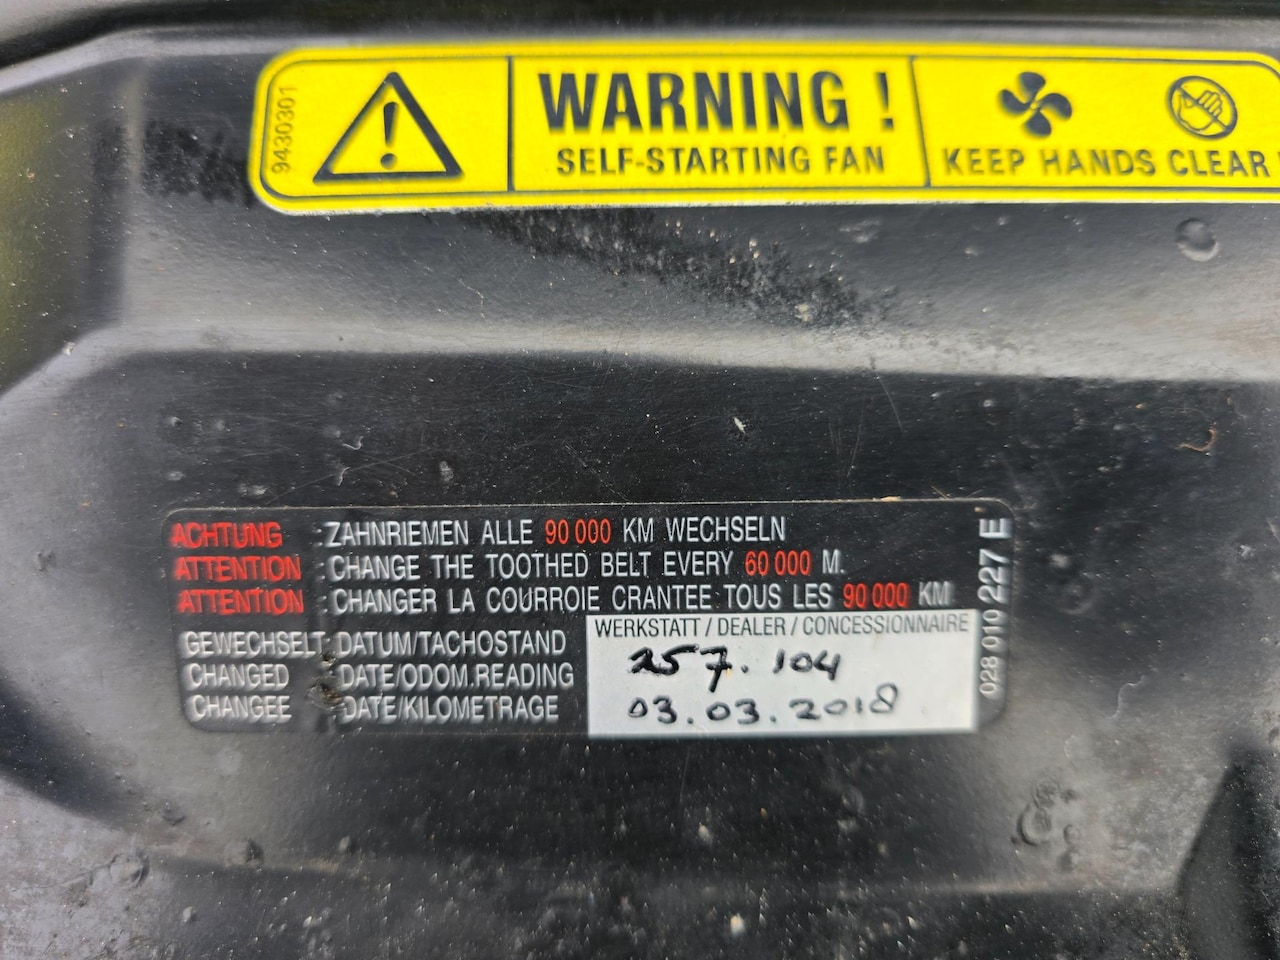 9430301
WARNING !
SELF-STARTING FAN
KEEP HANDS CLEAR
ACHTUNG : ZAHNRIEMEN ALLE 90 000 KM WECHSELN
ATTENTION : CHANGE THE TOOTHED BELT EVERY 60 000 M.
ATTENTION : CHANGER LA COURROIE CRANTEE TOUS LES 90 000 KM
GEWECHSELT: DATUM/TACHOSTAND
CHANGED DATE/ODOM.READING
CHANGEE DATE/KILOMETRAGE
WERKSTATT / DEALER / CONCESSIONNAIRE
257.104
03.03.2018
028 010 227 E